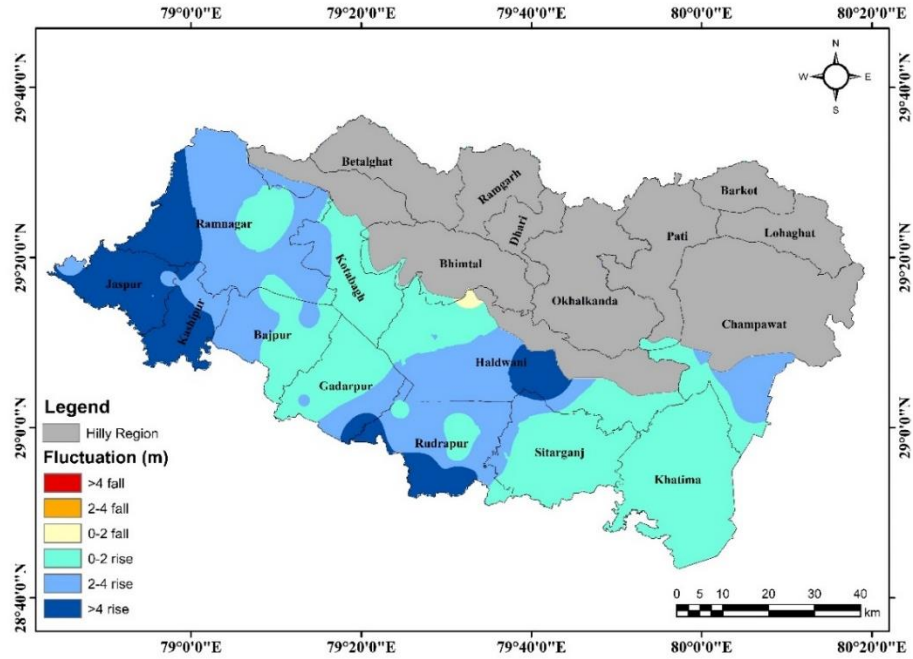 79°0'0"E 79°20'0"E 79°40'0"E 80°0'0"E 80°20'0"E
N
W E
S
29°40'0"N 29°40'0"N
Betalghat
Ramgarh
Barkot
Dhari
Ramnagar
Pati
Lohaghat
29°20'0"N 29°20'0"N
Kotabagh
Bhimtal
Jaspur
Okhalkanda
Kashipur
Champawat
Bajpur
Haldwani
Gadarpur
29°0'0"N 29°0'0"N
Rudrapur
Sitarganj
Khatima
Legend
Hilly Region
Fluctuation (m)
>4 fall
2-4 fall
0-2 fall
0-2 rise
2-4 rise
>4 rise
28°40'0"N 28°40'0"N
0 5 10 20 30 40
km
79°0'0"E 79°20'0"E 79°40'0"E 80°0'0"E 80°20'0"E